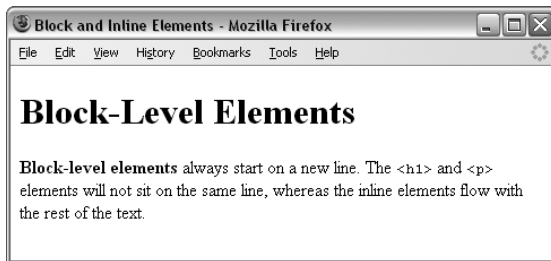 Block and Inline Elements - Mozilla Firefox
File Edit View History Bookmarks Tools Help
Block-Level Elements
Block-level elements always start on a new line. The <h1> and <p>
elements will not sit on the same line, whereas the inline elements flow with
the rest of the text.